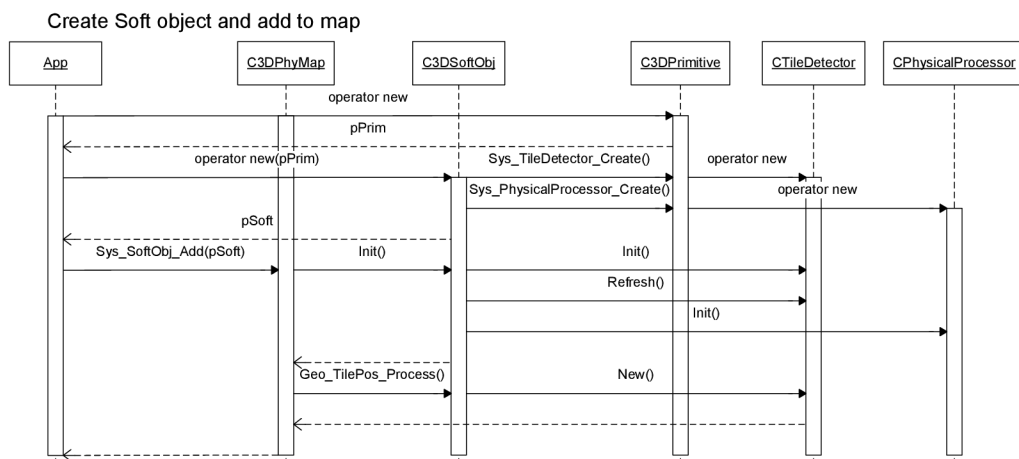 Create Soft object and add to map
App
C3DPhyMap
C3DSoftObj
C3DPrimitive
CTileDetector
CPhysicalProcessor
operator new
pPrim
operator new(pPrim)
Sys_TileDetector_Create()
operator new
Sys_PhysicalProcessor_Create()
operator new
pSoft
Sys_SoftObj_Add(pSoft)
Init()
Init()
Refresh()
Init()
Geo_TilePos_Process()
New()